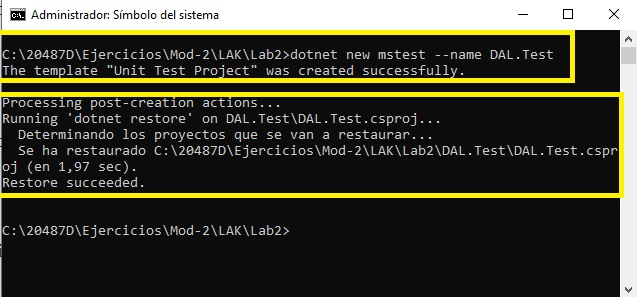 Administrador: Símbolo del sistema
C:\20487D\Ejercicios\Mod-2\LAK\Lab2>dotnet new mstest --name DAL.Test
The template "Unit Test Project" was created successfully.
Processing post-creation actions...
Running 'dotnet restore' on DAL.Test\DAL.Test.csproj...
  Determinando los proyectos que se van a restaurar...
  Se ha restaurado C:\20487D\Ejercicios\Mod-2\LAK\Lab2\DAL.Test\DAL.Test.cspr
oj (en 1,97 sec).
Restore succeeded.
C:\20487D\Ejercicios\Mod-2\LAK\Lab2>